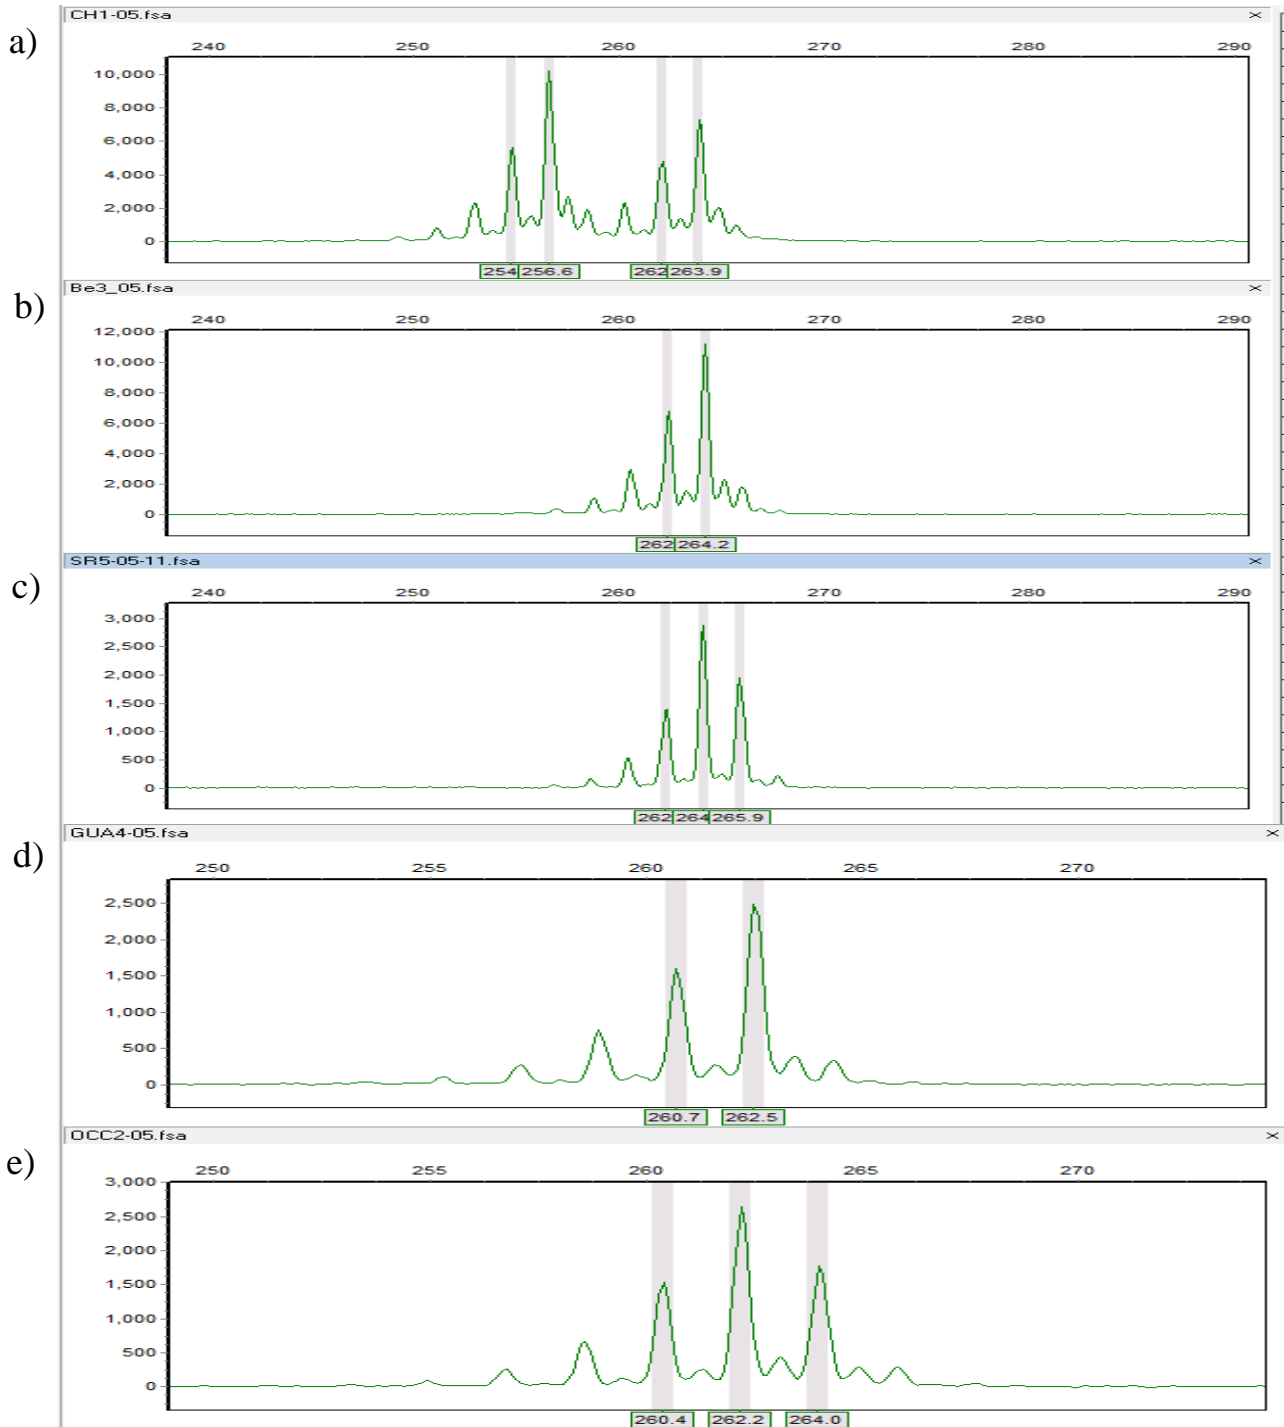 a)
CH1-05.fsa
240 250 260 270 280 290
10,000
8,000
6,000
4,000
2,000
0
254 256.6 262 263.9
b)
Be3_05.fsa
240 250 260 270 280 290
12,000
10,000
8,000
6,000
4,000
2,000
0
262 264.2
c)
SR5-05-11.fsa
240 250 260 270 280 290
3,000
2,500
2,000
1,500
1,000
500
0
262 264 265.9
d)
GUA4-05.fsa
250 255 260 265 270
2,500
2,000
1,500
1,000
500
0
260.7 262.5
e)
OCC2-05.fsa
250 255 260 265 270
3,000
2,500
2,000
1,500
1,000
500
0
260.4 262.2 264.0